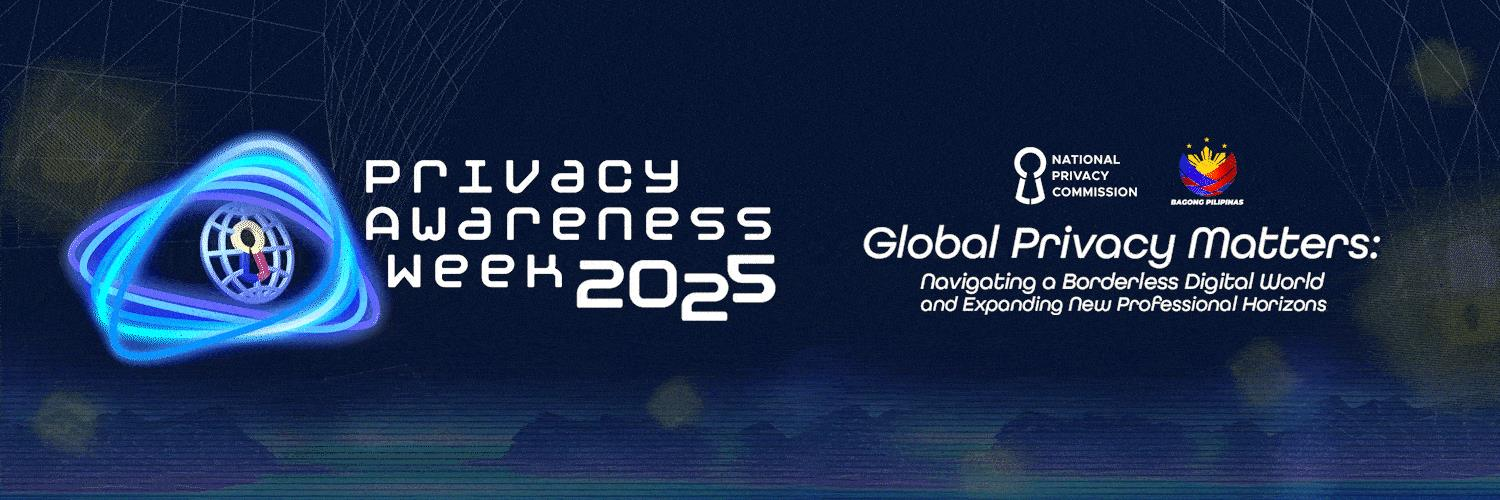 Privacy
Awareness
Week 2025
NATIONAL
PRIVACY
COMMISSION
BAGONG PILIPINAS
Global Privacy Matters:
Navigating a Borderless Digital World
and Expanding New Professional Horizons